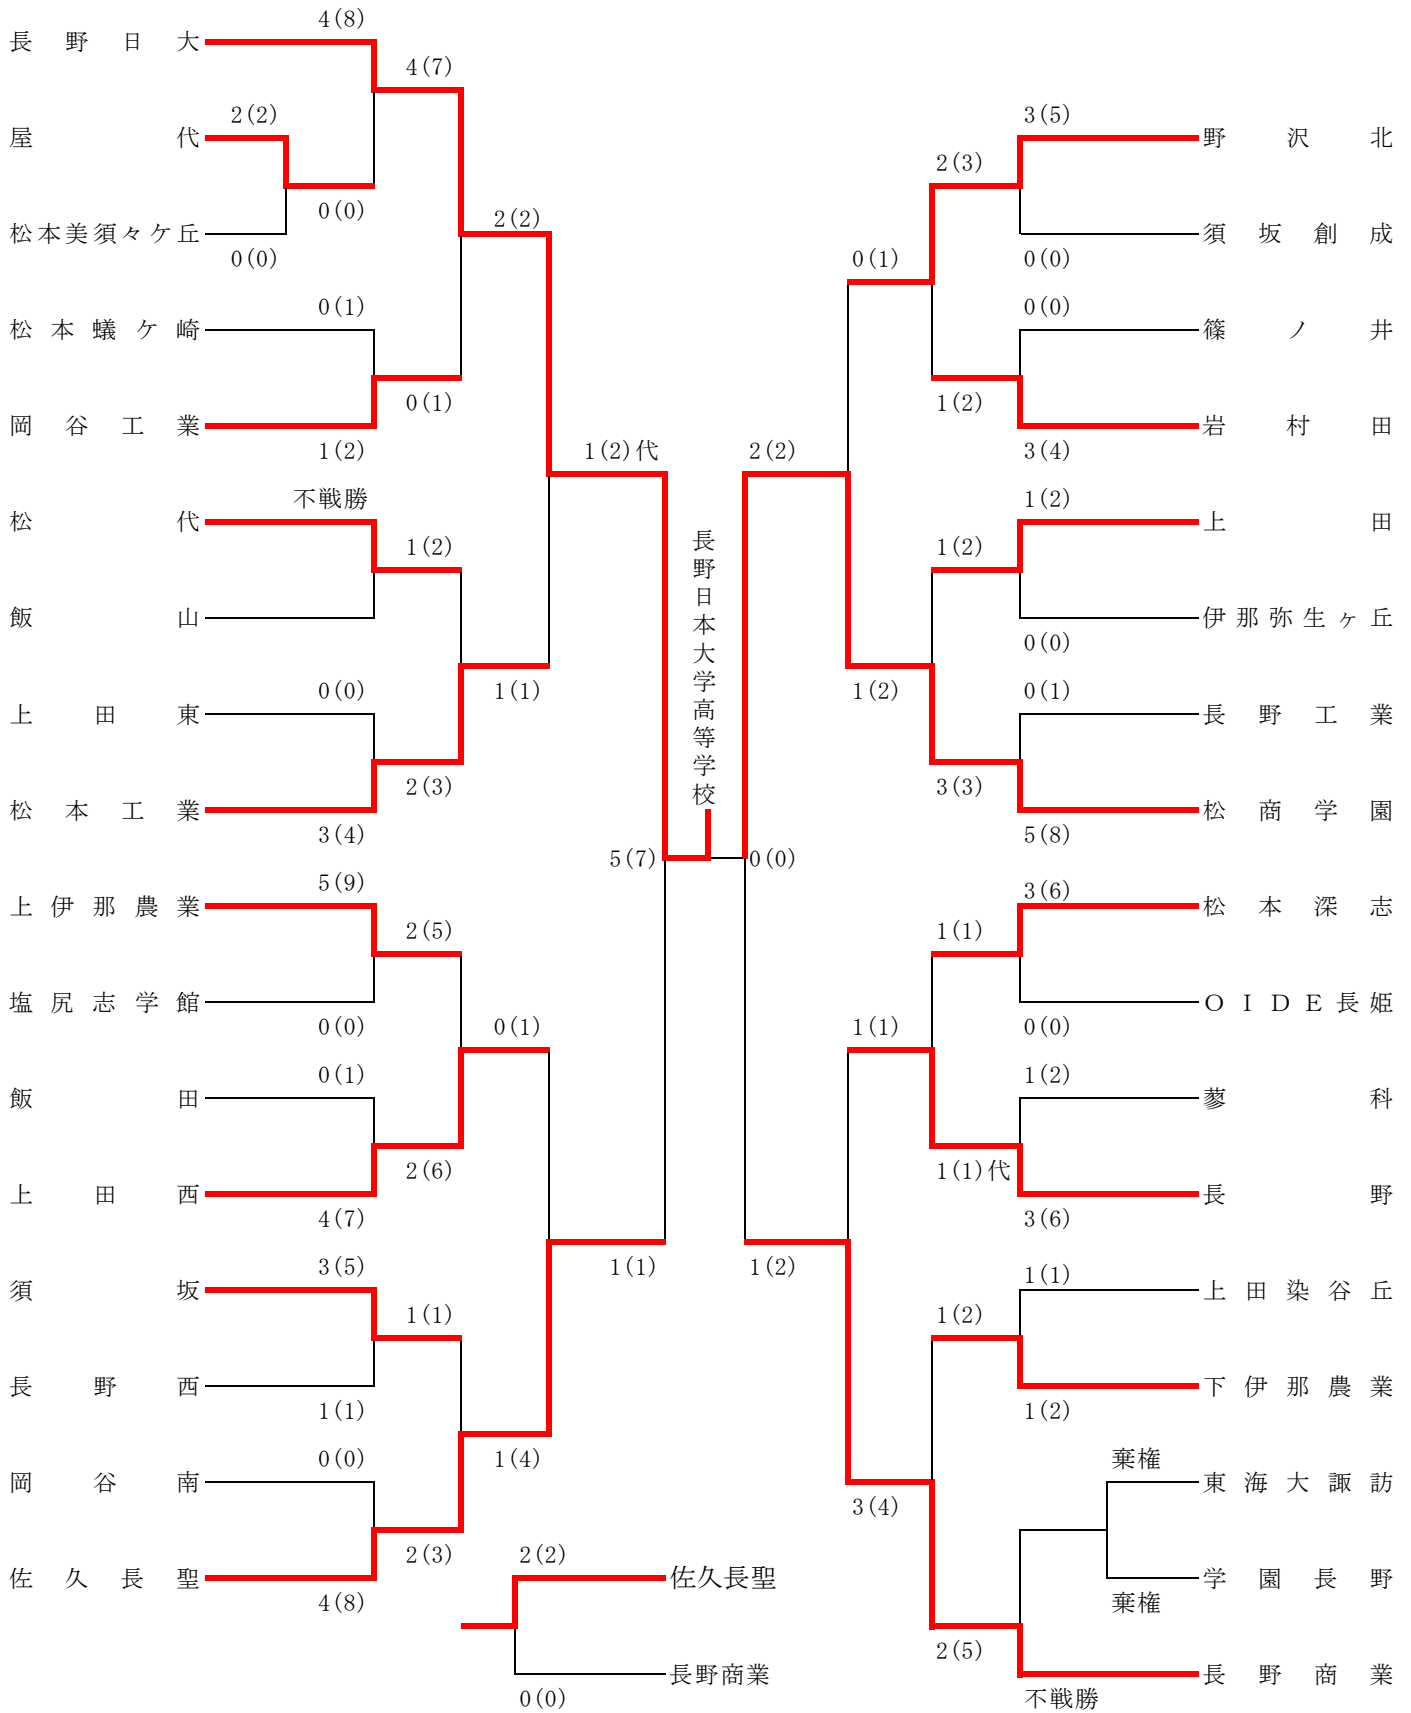 4(8)
長野日大
4(7)
2(2)
屋代
0(0)
松本美須々ケ丘
0(0)
2(2)
0(1)
松本蟻ケ崎
0(1)
岡谷工業
1(2)
1(2)代
不戦勝
松代
1(2)
飯山
0(0)
1(1)
上田東
2(3)
松本工業
3(4)
5(7)
5(9)
上伊那農業
2(5)
塩尻志学館
0(0)
0(1)
0(1)
飯田
2(6)
上田西
4(7)
3(5)
1(1)
須坂
1(1)
長野西
1(1)
0(0)
1(4)
岡谷南
2(3)
佐久長聖
4(8)
長野日本大学高等学校
3(5)
野沢北
2(3)
須坂創成
0(1)
0(0)
0(0)
篠ノ井
1(2)
岩村田
2(2)
3(4)
1(2)
上田
1(2)
伊那弥生ヶ丘
0(0)
1(2)
0(1)
長野工業
3(3)
松商学園
5(8)
0(0)
3(6)
松本深志
1(1)
OIDE長姫
1(1)
0(0)
1(2)
蓼科
1(1)代
長野
3(6)
1(2)
1(1)
上田染谷丘
1(2)
下伊那農業
1(2)
棄権
東海大諏訪
3(4)
学園長野
棄権
2(5)
長野商業
不戦勝
2(2)
佐久長聖
長野商業
0(0)